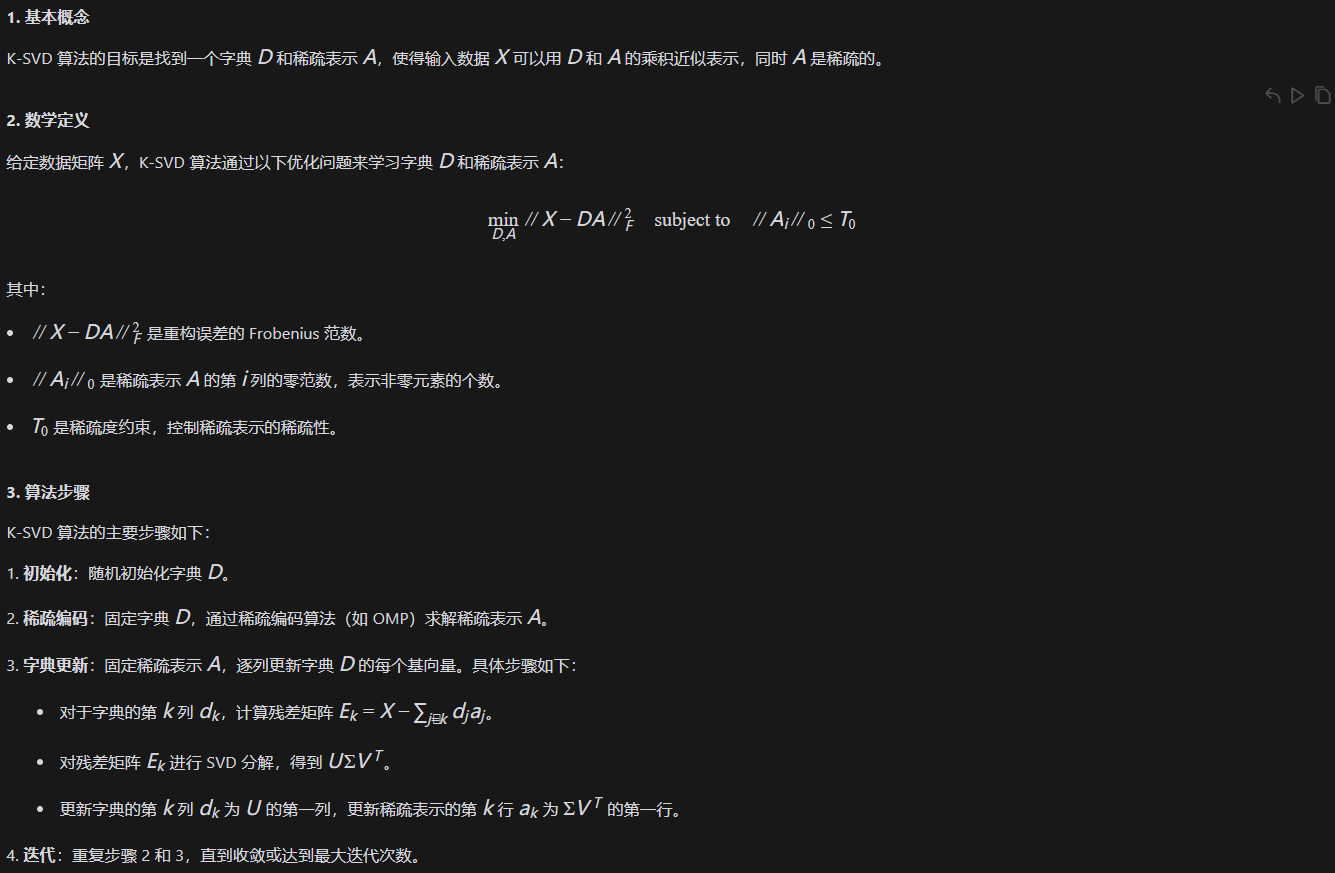 1. 基本概念
K-SVD 算法的目标是找到一个字典 D 和稀疏表示 A，使得输入数据 X 可以用 D 和 A 的乘积近似表示，同时 A 是稀疏的。
2. 数学定义
给定数据矩阵 X，K-SVD 算法通过以下优化问题来学习字典 D 和稀疏表示 A：
min_{D,A} // X − DA // _F^2 subject to // A_i // _0 ≤ T_0
其中：
• // X − DA // _F^2 是重构误差的 Frobenius 范数。
• // A_i // _0 是稀疏表示 A 的第 i 列的零范数，表示非零元素的个数。
• T_0 是稀疏度约束，控制稀疏表示的稀疏性。
3. 算法步骤
K-SVD 算法的主要步骤如下：
1. 初始化：随机初始化字典 D。
2. 稀疏编码：固定字典 D，通过稀疏编码算法（如 OMP）求解稀疏表示 A。
3. 字典更新：固定稀疏表示 A，逐列更新字典 D 的每个基向量。具体步骤如下：
• 对于字典的第 k 列 d_k，计算残差矩阵 E_k = X − ∑_{j k} d_j a_j。
• 对残差矩阵 E_k 进行 SVD 分解，得到 UΣV^T。
• 更新字典的第 k 列 d_k 为 U 的第一列，更新稀疏表示的第 k 行 a_k 为 ΣV^T 的第一行。
4. 迭代：重复步骤 2 和 3，直到收敛或达到最大迭代次数。